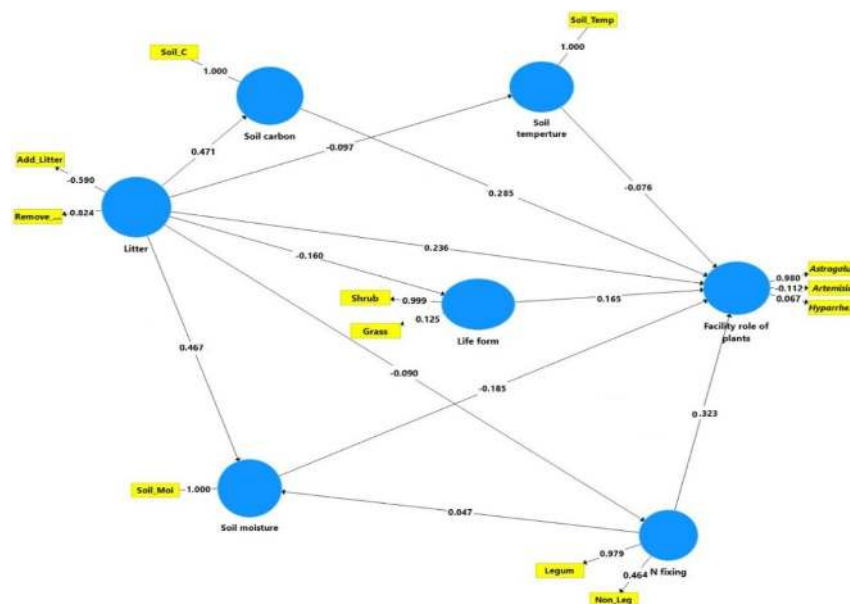 Soil_Temp
1.000
Soil_C
1.000
Soil
temperture
Soil carbon
0.471
-0.097
Add_Litter
-0.590
-0.076
0.285
Remove_...
0.824
Litter
0.236
-0.160
0.980
Astragalu
-0.112
Artemisia
0.067
Hyparrhe
Shrub
0.999
0.165
Grass
0.125
Life form
Facility role of
plants
0.467
-0.090
-0.185
0.323
Soil_Moi
1.000
Soil moisture
0.047
0.979
Legum
0.464
N fixing
Non_Leg